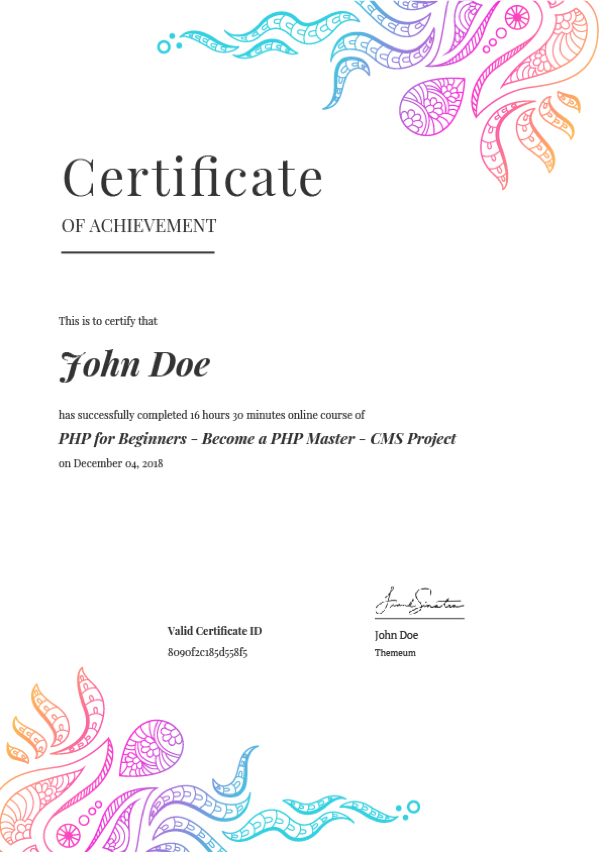 Certificate
OF ACHIEVEMENT
This is to certify that
John Doe
has successfully completed 16 hours 30 minutes online course of
PHP for Beginners - Become a PHP Master - CMS Project
on December 04, 2018
Frank Sinatra
Valid Certificate ID
8090f2c185d558f5
John Doe
Themeum